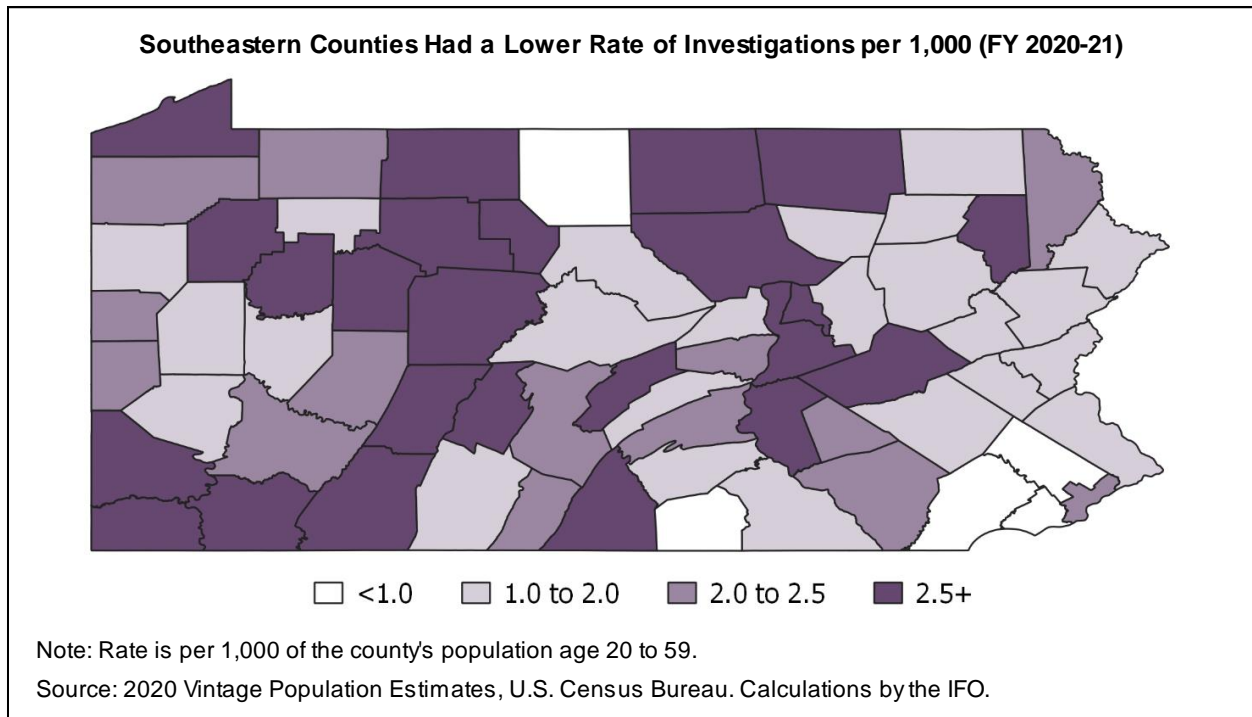 Southeastern Counties Had a Lower Rate of Investigations per 1,000 (FY 2020-21)
<1.0 1.0 to 2.0 2.0 to 2.5 2.5+
Note: Rate is per 1,000 of the county's population age 20 to 59.
Source: 2020 Vintage Population Estimates, U.S. Census Bureau. Calculations by the IFO.